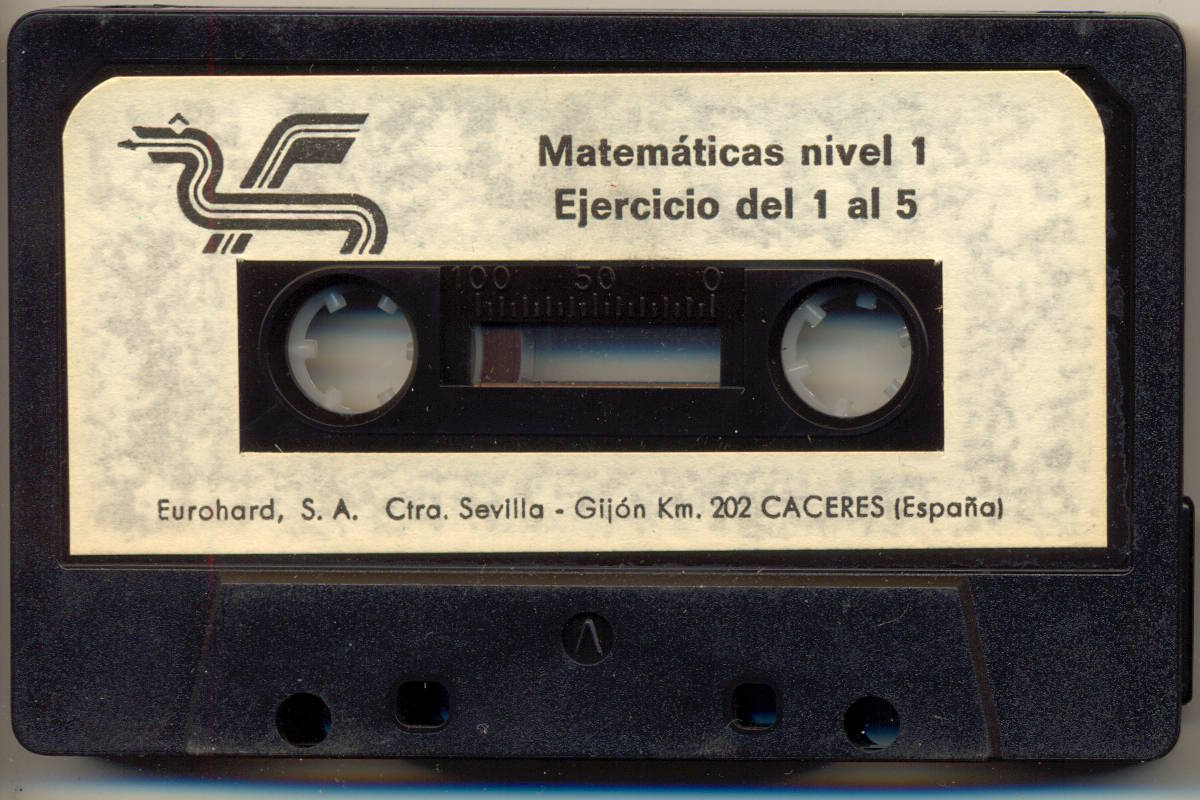 Matemáticas nivel 1
Ejercicio del 1 al 5
100 50 0
Eurohard, S. A. Ctra. Sevilla - Gijón Km. 202 CACERES (España)